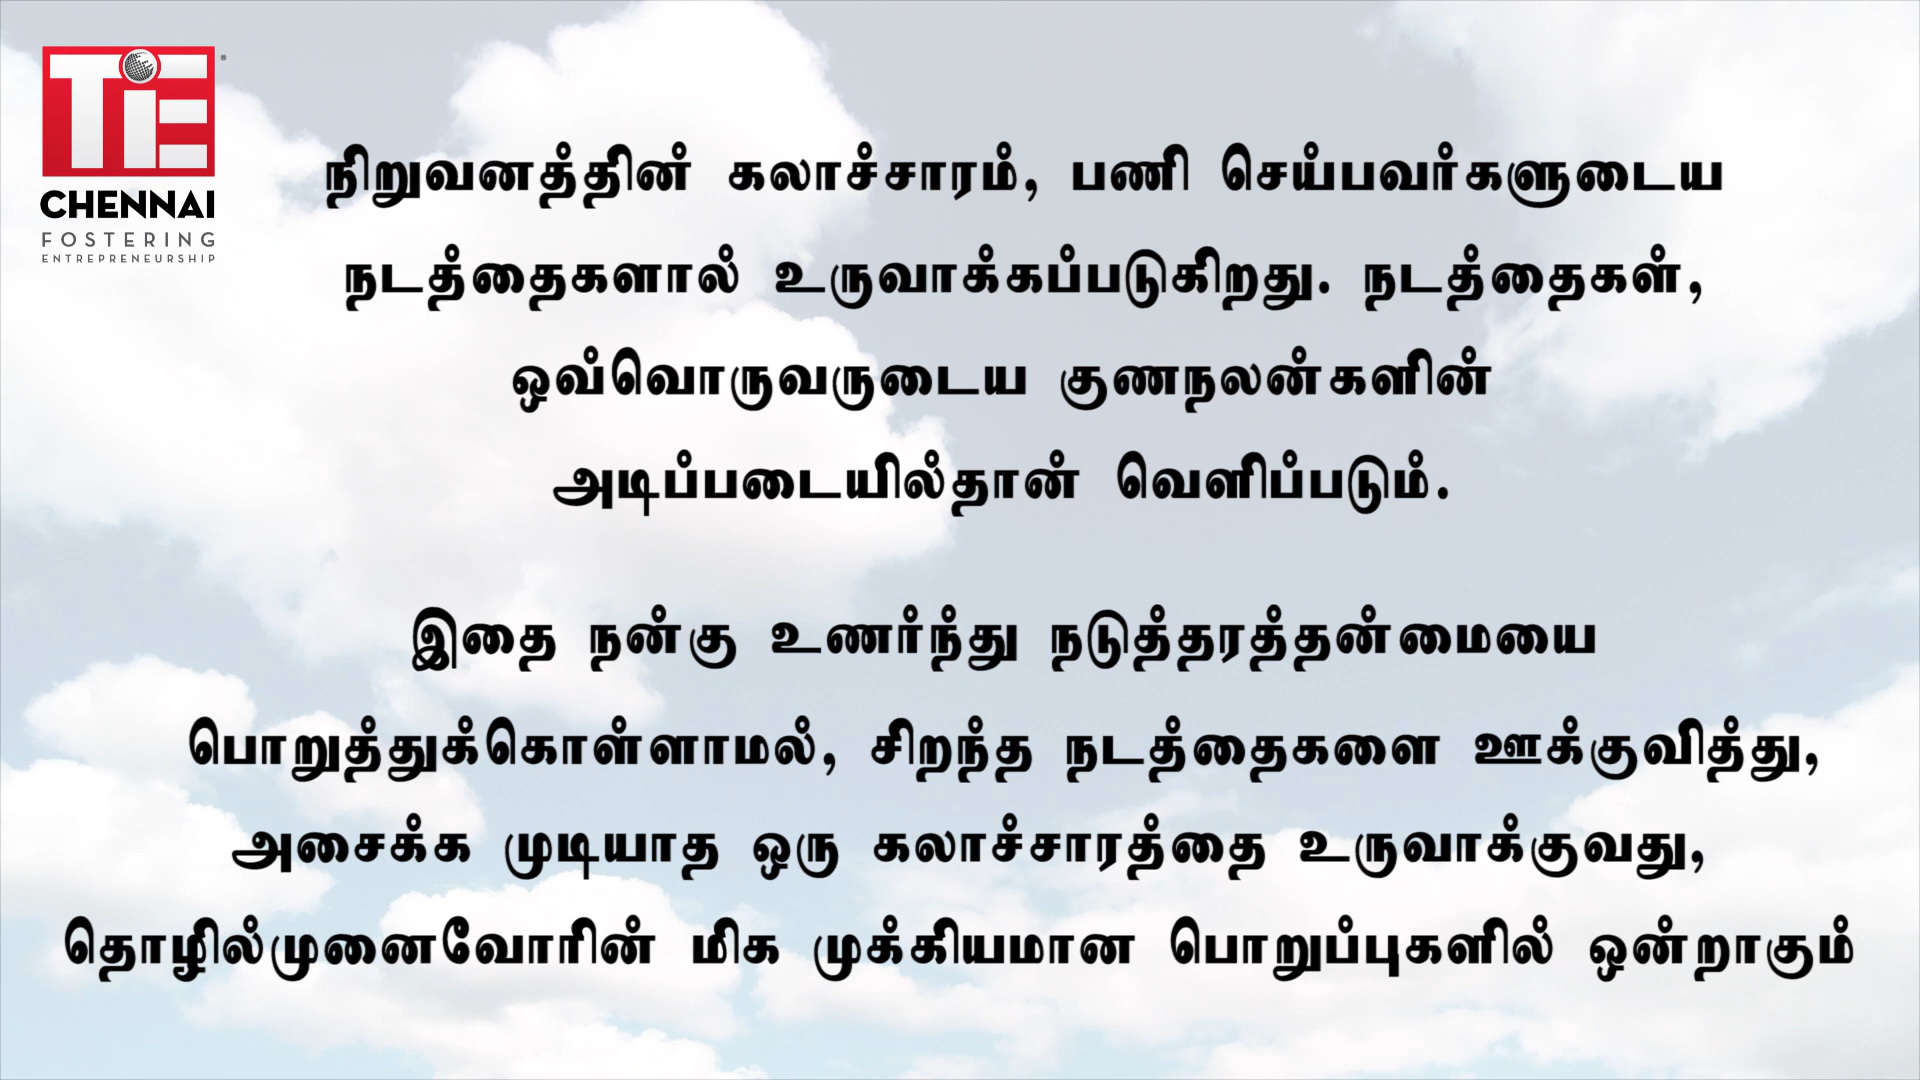 TiE
CHENNAI
FOSTERING
ENTREPRENEURSHIP
நிறுவனத்தின் கலாச்சாரம், பணி செய்பவர்களுடைய
நடத்தைகளால் உருவாக்கப்படுகிறது. நடத்தைகள்,
ஒவ்வொருவருடைய குணநலன்களின்
அடிப்படையில்தான் வெளிப்படும்.
இதை நன்கு உணர்ந்து நடுத்தரத்தன்மையை
பொறுத்துக்கொள்ளாமல், சிறந்த நடத்தைகளை ஊக்குவித்து,
அசைக்க முடியாத ஒரு கலாச்சாரத்தை உருவாக்குவது,
தொழில்முனைவோரின் மிக முக்கியமான பொறுப்புகளில் ஒன்றாகும்